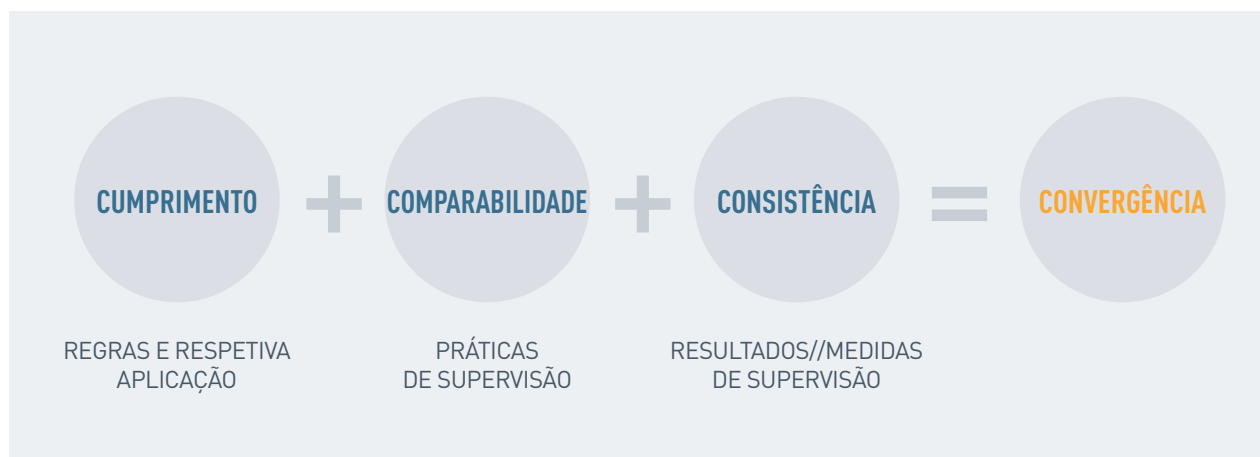 CUMPRIMENTO + COMPARABILIDADE + CONSISTÊNCIA = CONVERGÊNCIA
REGRAS E RESPETIVA
APLICAÇÃO
PRÁTICAS
DE SUPERVISÃO
RESULTADOS//MEDIDAS
DE SUPERVISÃO